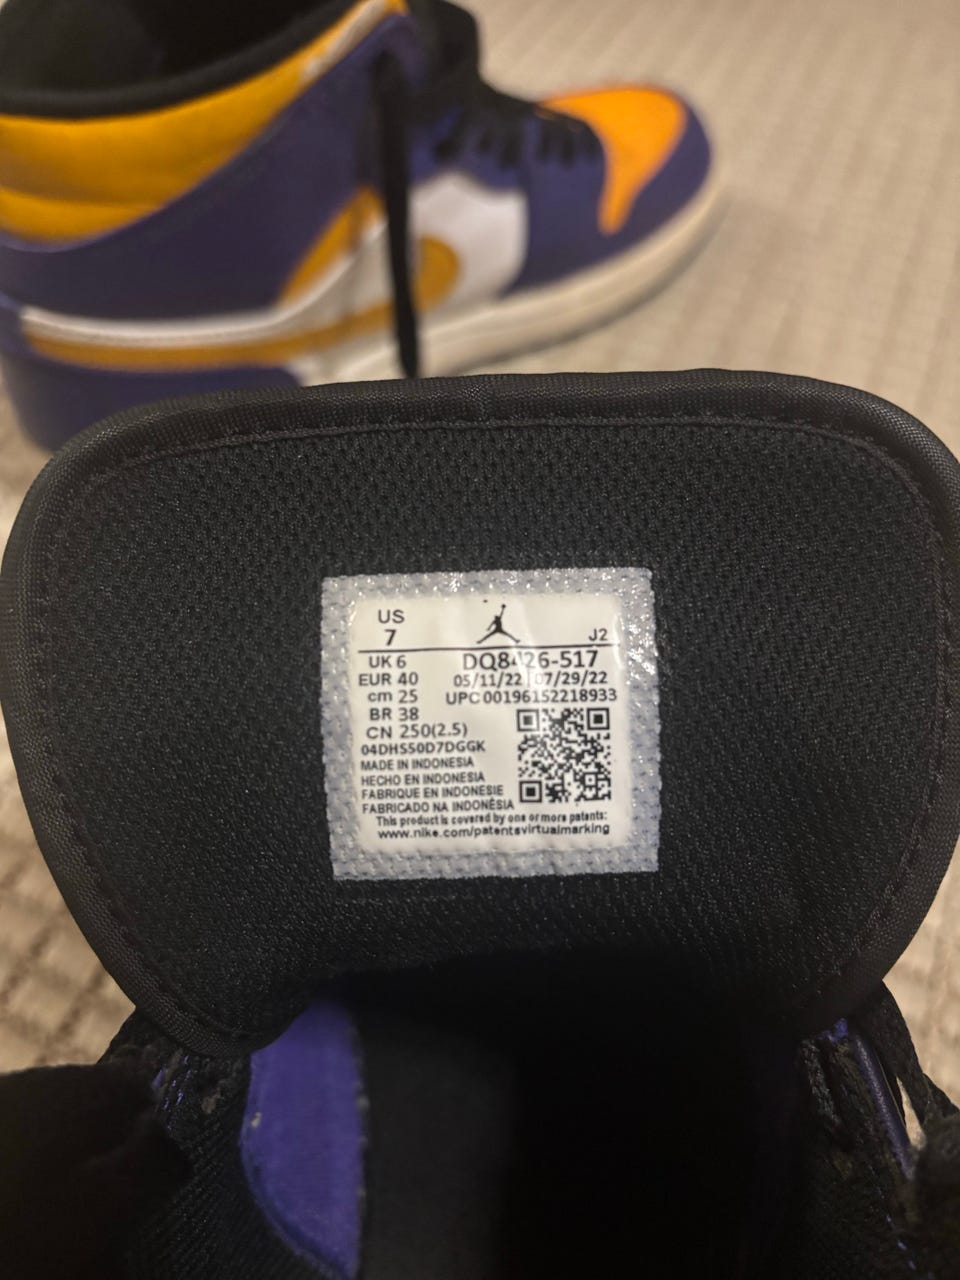 US
7
J2
UK 6
DQ8426-517
EUR 40
05/11/22 07/29/22
cm 25
UPC 00196152218933
BR 38
CN 250(2.5)
04DHS50D7DGGK
MADE IN INDONESIA
HECHO EN INDONESIA
FABRIQUE EN INDONESIE
FABRICADO NA INDONÉSIA
This product is covered by one or more patents:
www.nike.com/patentsvirtualmarking